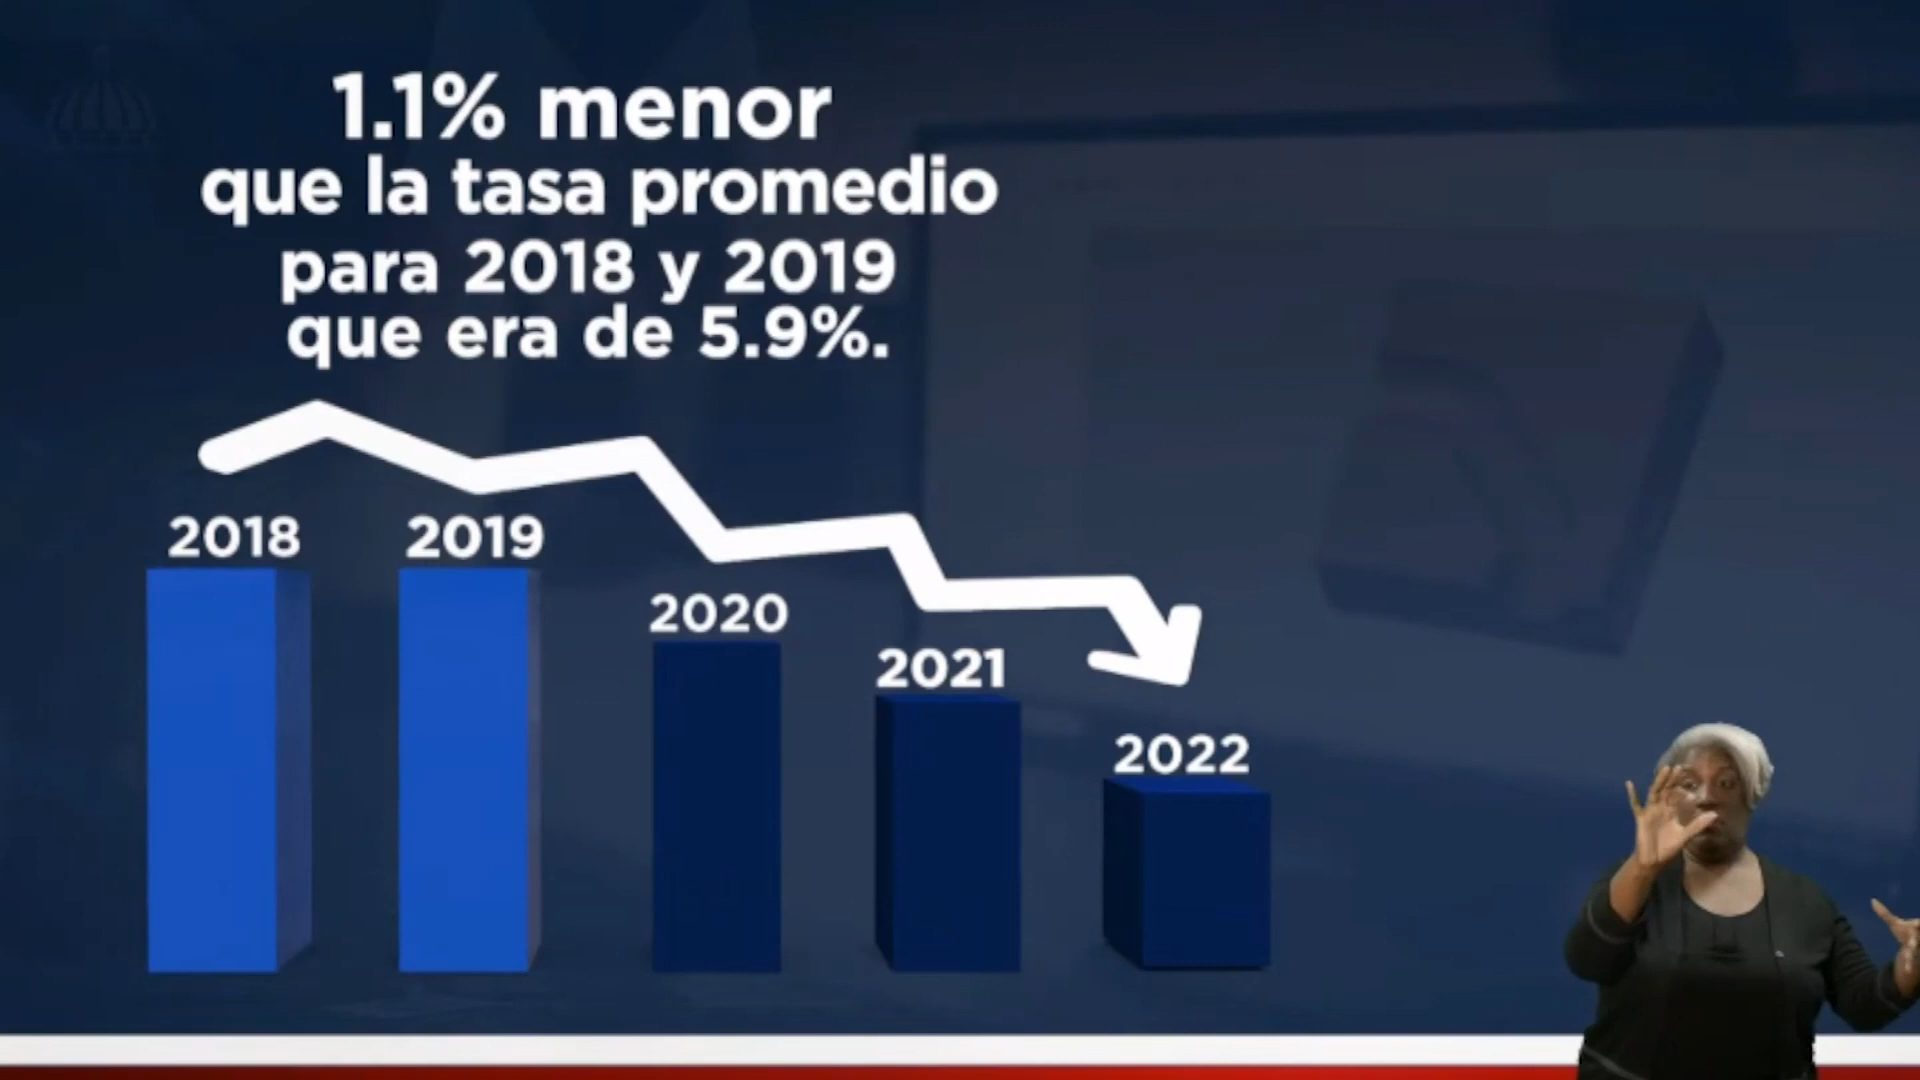 1.1% menor
que la tasa promedio
para 2018 y 2019
que era de 5.9%.
2018
2019
2020
2021
2022